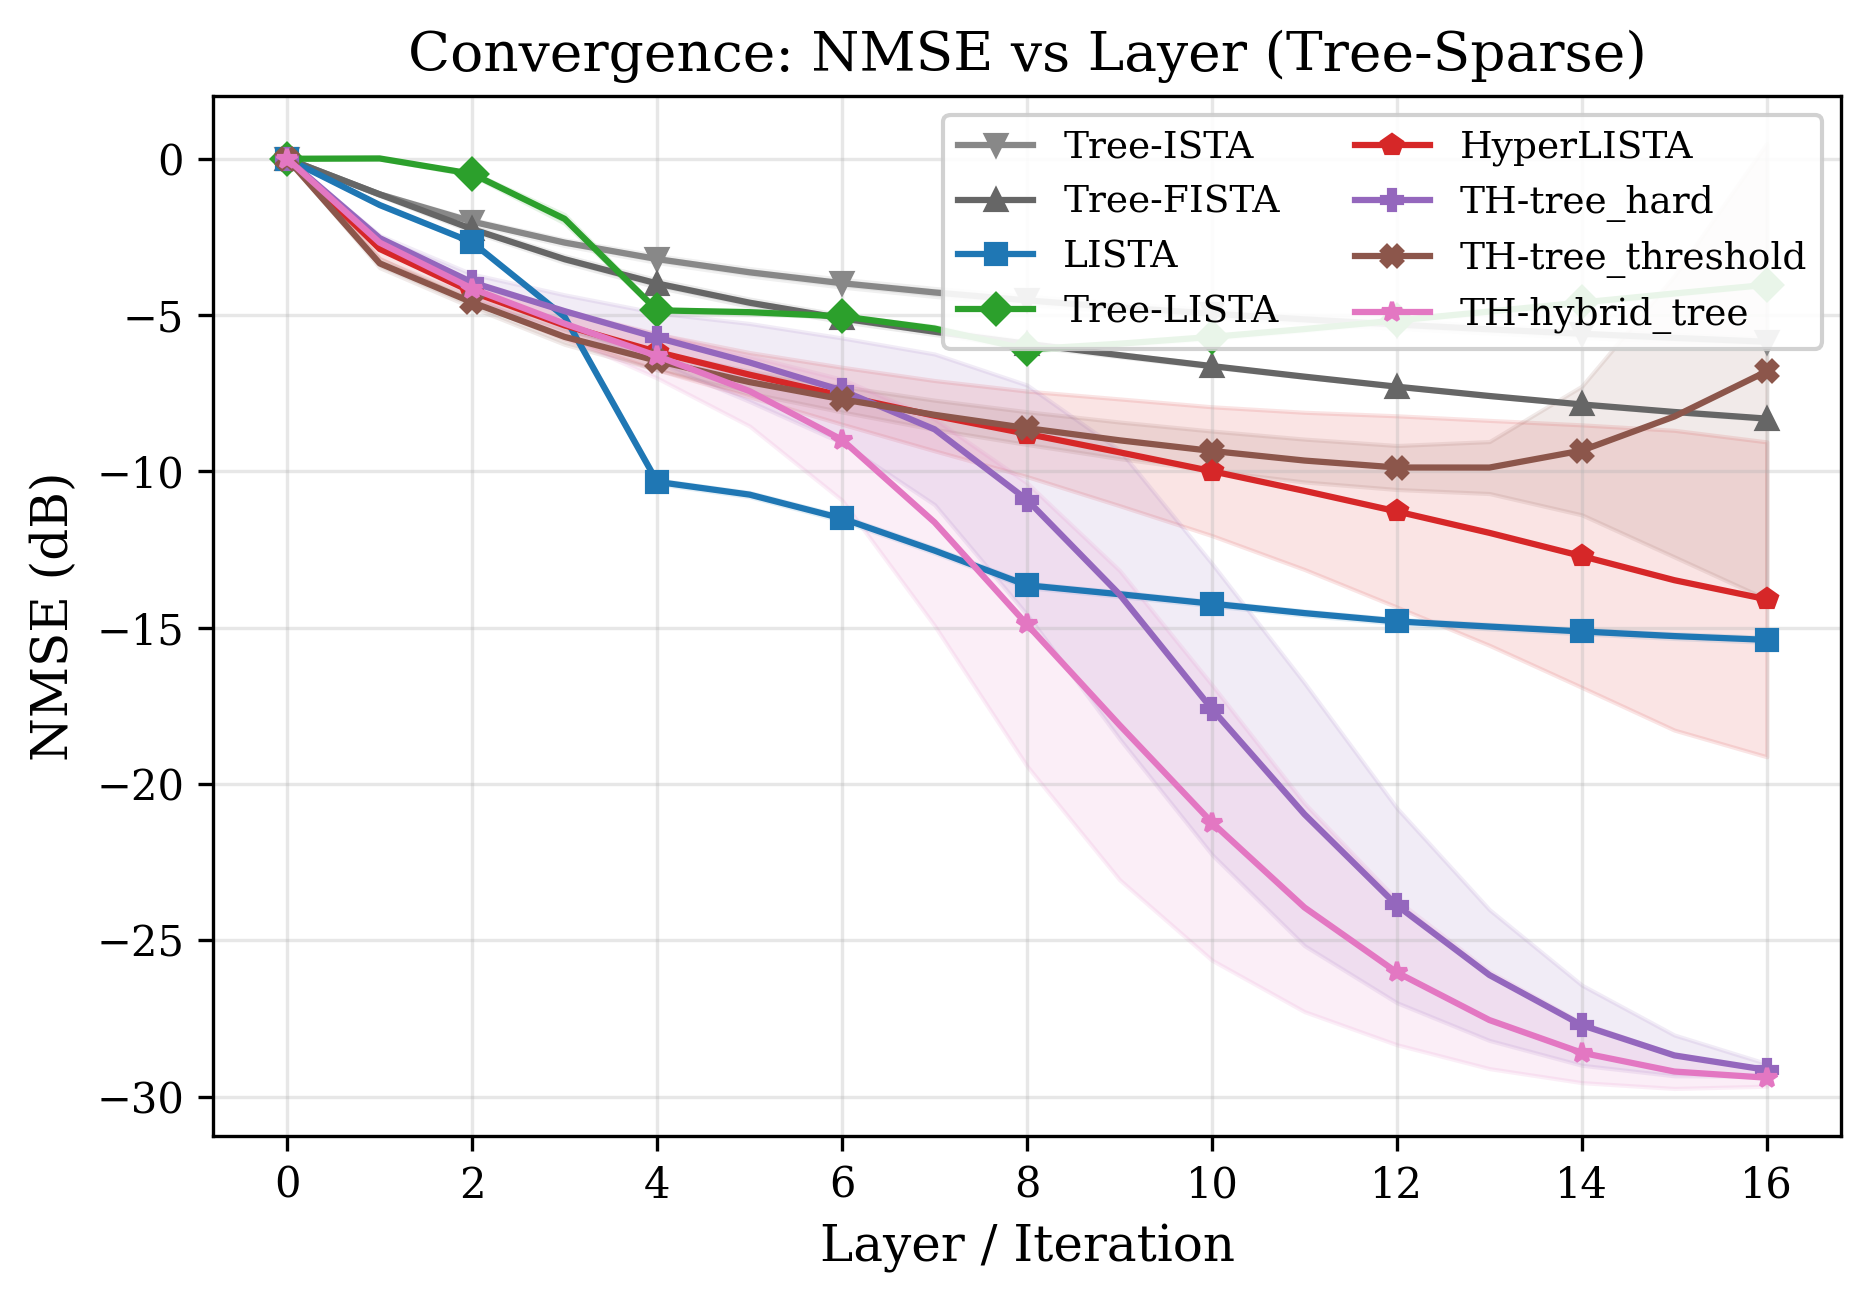 Convergence: NMSE vs Layer (Tree-Sparse)
Tree-ISTA
Tree-FISTA
LISTA
Tree-LISTA
HyperLISTA
TH-tree_hard
TH-tree_threshold
TH-hybrid_tree
NMSE (dB)
0
−5
−10
−15
−20
−25
−30
0 2 4 6 8 10 12 14 16
Layer / Iteration